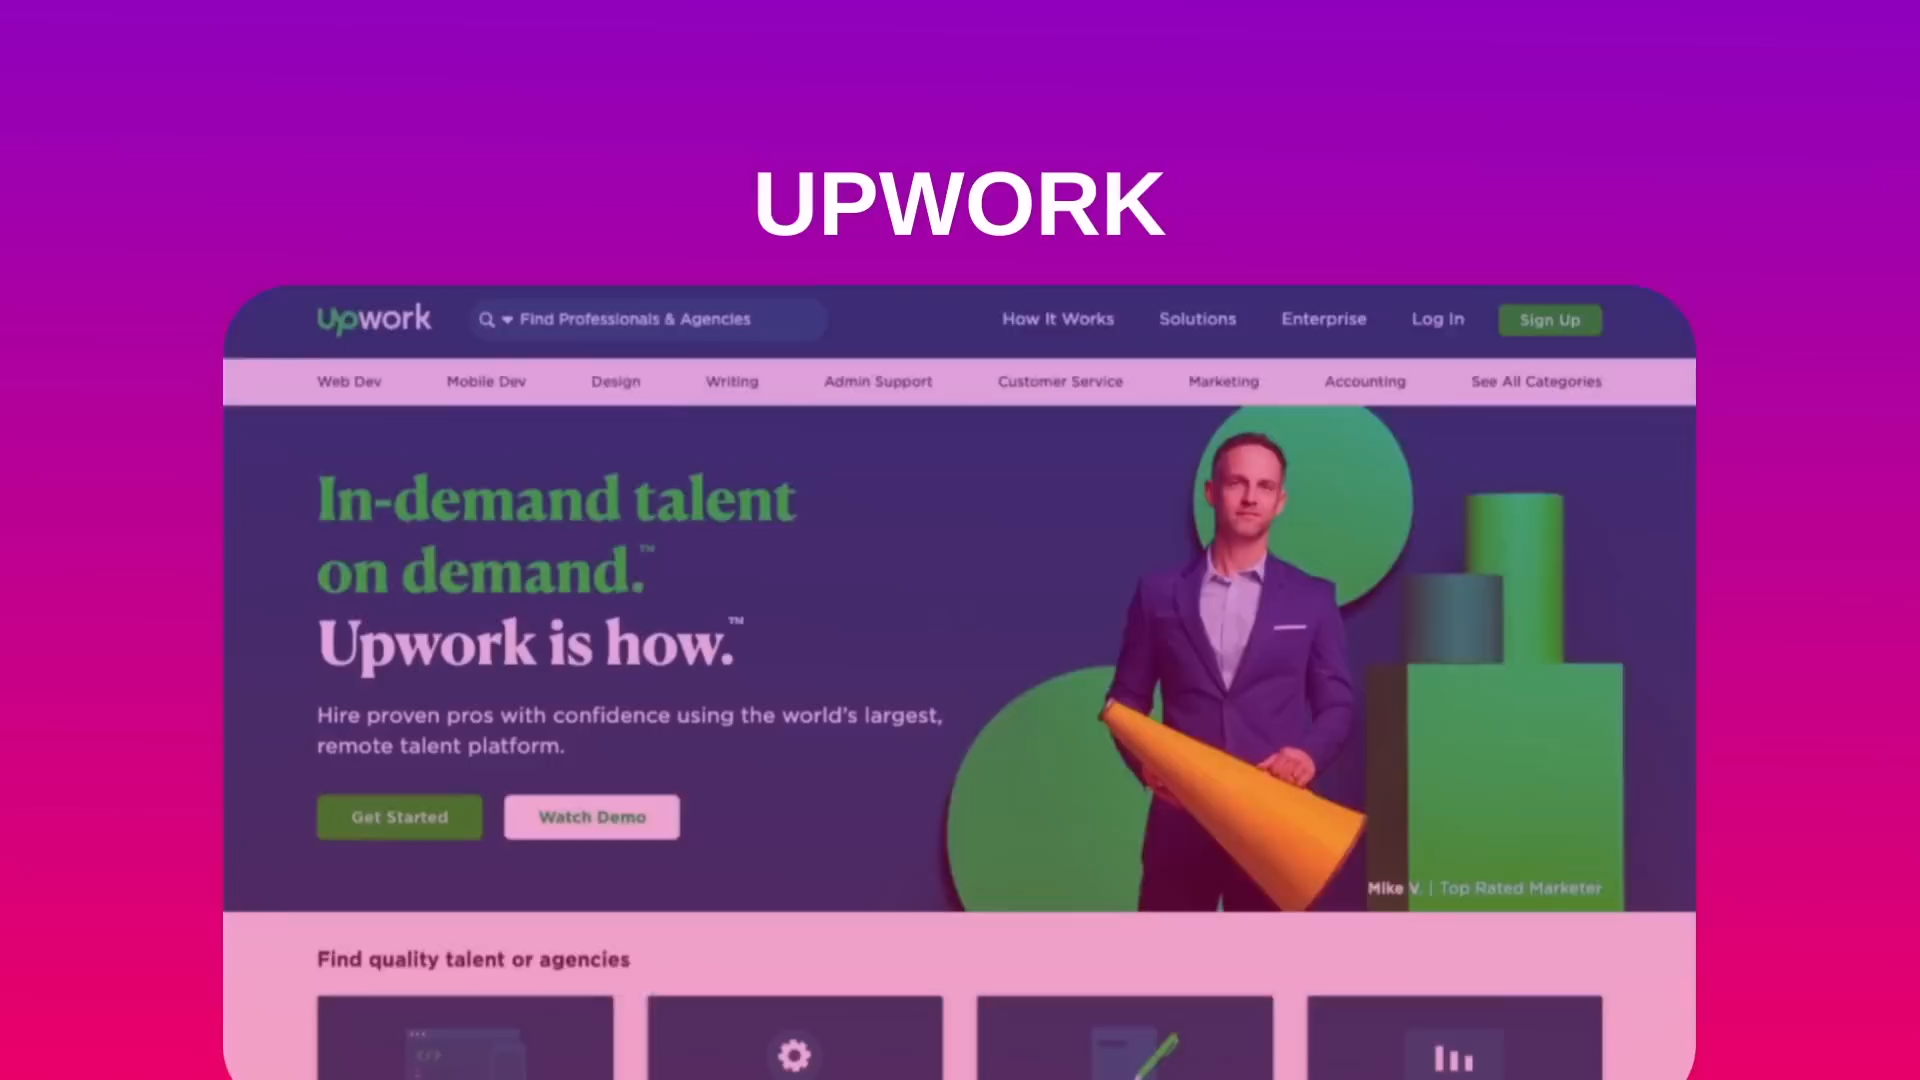 UPWORK
Upwork
Find Professionals & Agencies
How It Works
Solutions
Enterprise
Log In
Sign Up
Web Dev
Mobile Dev
Design
Writing
Admin Support
Customer Service
Marketing
Accounting
See All Categories
In-demand talent
on demand.™
Upwork is how.™
Hire proven pros with confidence using the world's largest,
remote talent platform.
Get Started
Watch Demo
Mike V. | Top Rated Marketer
Find quality talent or agencies